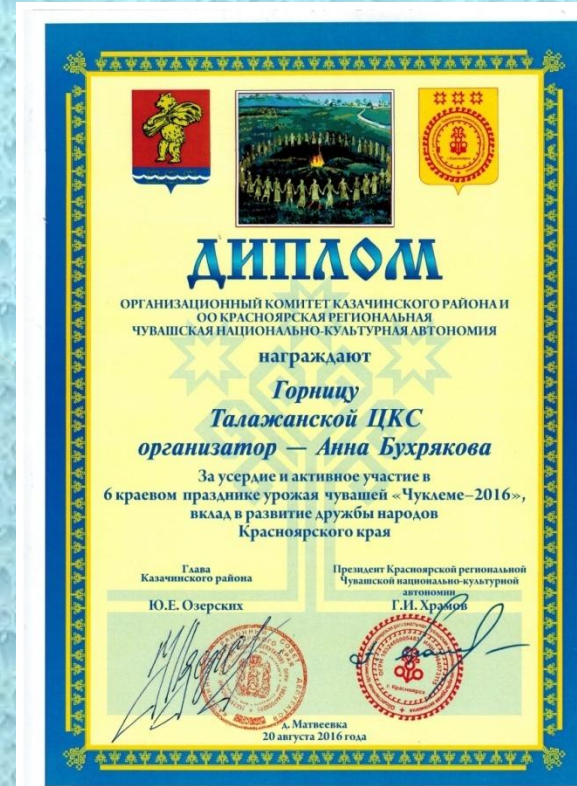 ДИПЛОМ
ОРГАНИЗАЦИОННЫЙ КОМИТЕТ КАЗАЧИНСКОГО РАЙОНА И
ОО КРАСНОЯРСКАЯ РЕГИОНАЛЬНАЯ
ЧУВАШСКАЯ НАЦИОНАЛЬНО-КУЛЬТУРНАЯ АВТОНОМИЯ
награждают
Горницу
Талажанской ЦКС
организатор — Анна Бухрякова
За усердие и активное участие в
6 краевом празднике урожая чувашей «Чуклеме–2016»,
вклад в развитие дружбы народов
Красноярского края
Глава
Казачинского района
Ю.Е. Озерских
Президент Красноярской региональной
Чувашской национально-культурной
автономии
Г.И. Храмов
г. Красноярск
д. Матвеевка
20 августа 2016 года